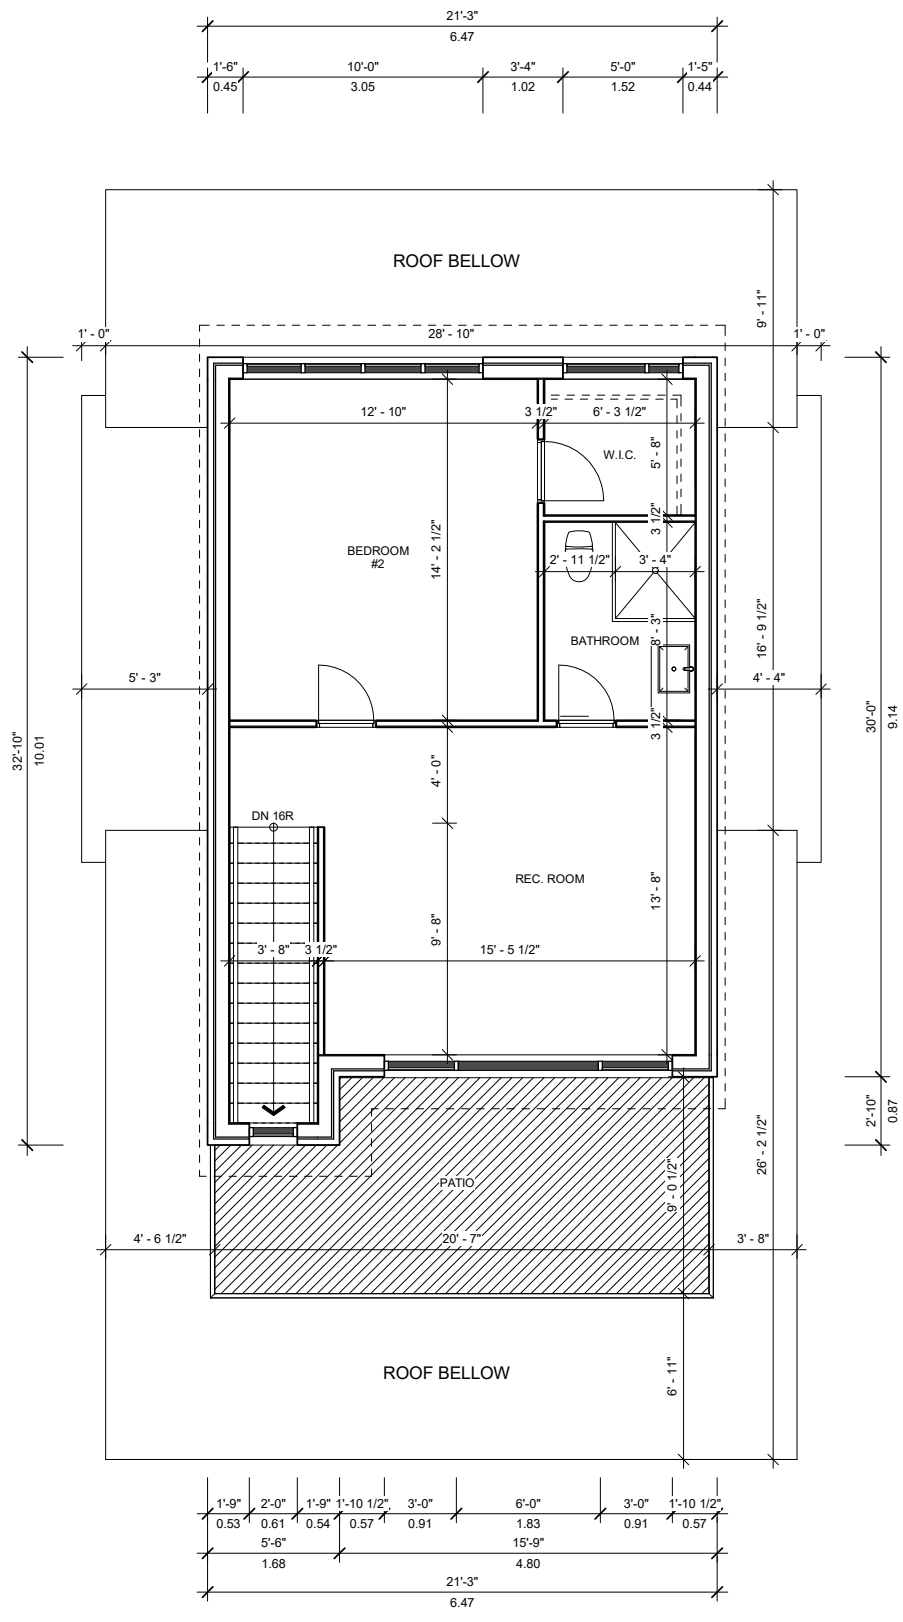 21'-3"
6.47
1'-6" 10'-0" 3'-4" 5'-0" 1'-5"
0.45 3.05 1.02 1.52 0.44
ROOF BELLOW
9' - 11"
1' - 0" 28' - 10" 1' - 0"
12' - 10" 3 1/2" 6' - 3 1/2"
W.I.C.
5' - 8"
3 1/2"
BEDROOM
#2
14' - 2 1/2"
2' - 11 1/2" 3' - 4"
BATHROOM
8' - 3"
16' - 9 1/2"
5' - 3" 4' - 4"
3 1/2"
32'-10"
10.01
30'-0"
9.14
4' - 0"
DN 16R
REC. ROOM
13' - 8"
9' - 8"
3' - 8" 3 1/2" 15' - 5 1/2"
2'-10"
0.87
26' - 2 1/2"
PATIO
9' - 0 1/2"
4' - 6 1/2" 20' - 7" 3' - 8"
ROOF BELLOW
6' - 11"
1'-9" 2'-0" 1'-9" 1'-10 1/2" 3'-0" 6'-0" 3'-0" 1'-10 1/2"
0.53 0.61 0.54 0.57 0.91 1.83 0.91 0.57
5'-6" 15'-9"
1.68 4.80
21'-3"
6.47